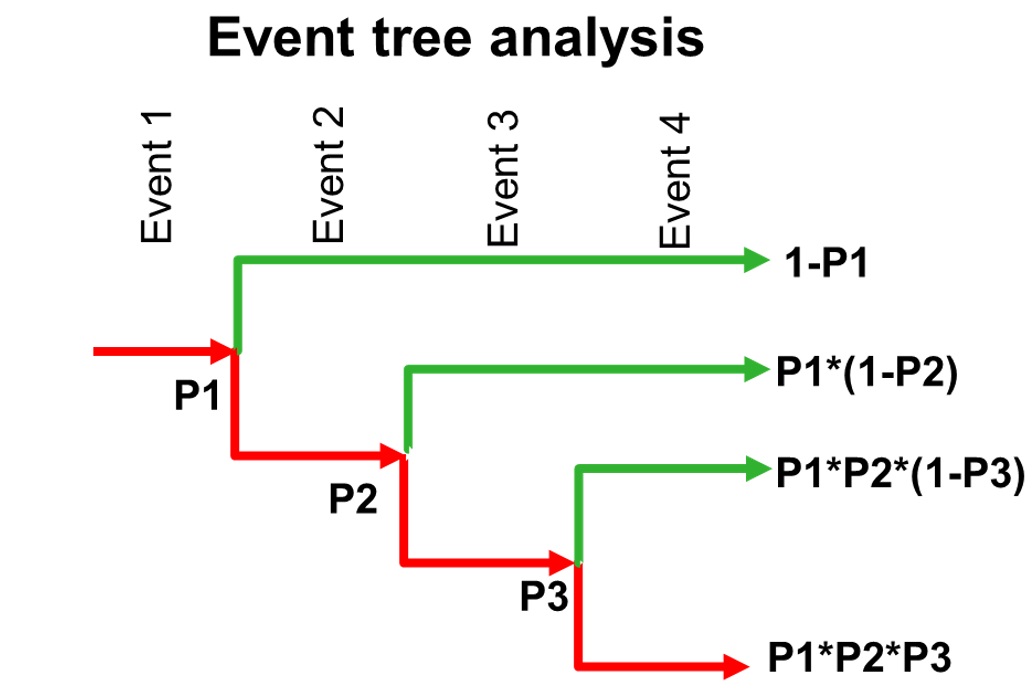 Event tree analysis
Event 1
Event 2
Event 3
Event 4
1-P1
P1
P1*(1-P2)
P2
P1*P2*(1-P3)
P3
P1*P2*P3